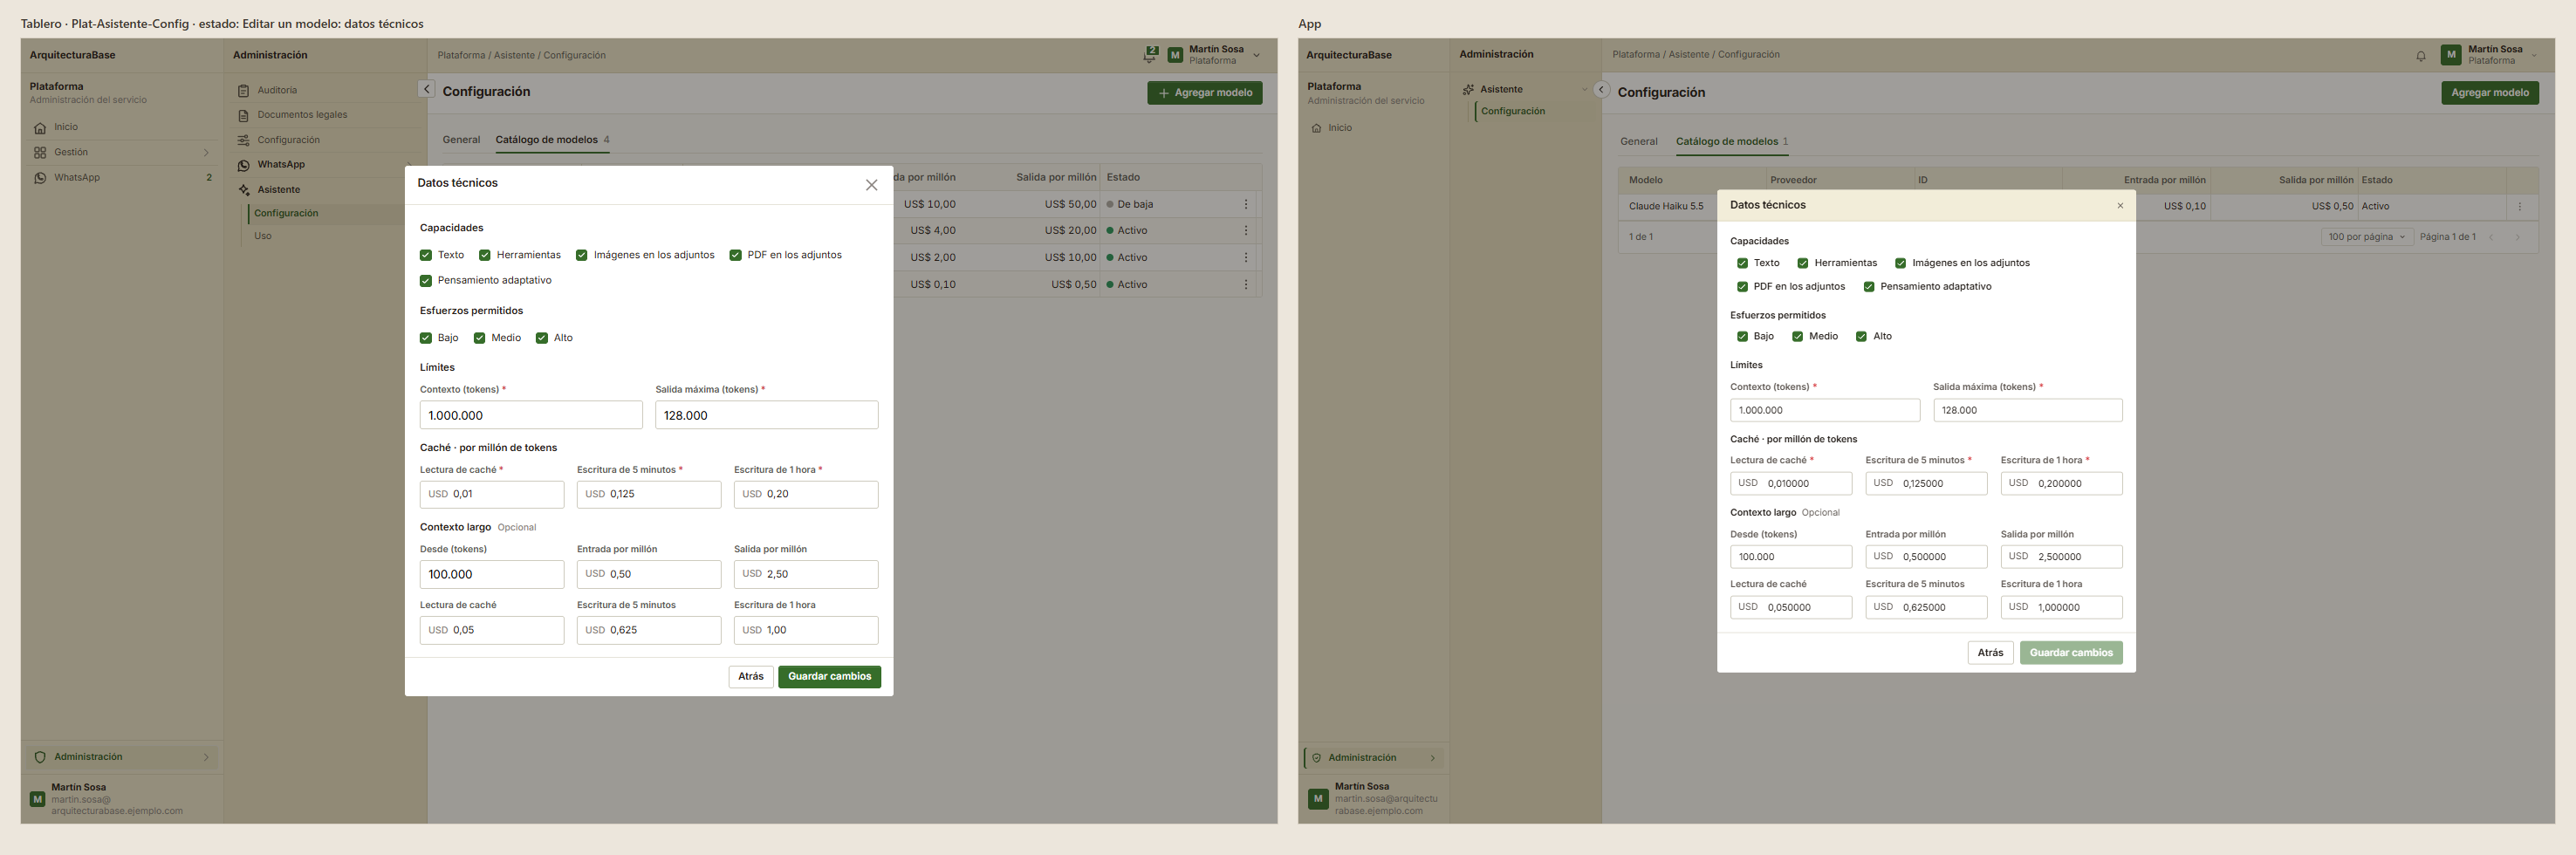 Tablero · Plat-Asistente-Config · estado: Editar un modelo: datos técnicos
ArquitecturaBase
Plataforma
Administración del servicio
Inicio
Gestión
WhatsApp 2
Administración
Martín Sosa
martin.sosa@
arquitecturabase.ejemplo.com
Administración
Auditoría
Documentos legales
Configuración
WhatsApp
Asistente
Configuración
Uso
Plataforma / Asistente / Configuración
2
M
Martín Sosa
Plataforma
Configuración
Agregar modelo
General
Catálogo de modelos 4
da por millón Salida por millón Estado
US$ 10,00 US$ 50,00 De baja
US$ 4,00 US$ 20,00 Activo
US$ 2,00 US$ 10,00 Activo
US$ 0,10 US$ 0,50 Activo
Datos técnicos
Capacidades
Texto Herramientas Imágenes en los adjuntos PDF en los adjuntos
Pensamiento adaptativo
Esfuerzos permitidos
Bajo Medio Alto
Límites
Contexto (tokens) * Salida máxima (tokens) *
1.000.000 128.000
Caché · por millón de tokens
Lectura de caché * Escritura de 5 minutos * Escritura de 1 hora *
USD 0,01 USD 0,125 USD 0,20
Contexto largo Opcional
Desde (tokens) Entrada por millón Salida por millón
100.000 USD 0,50 USD 2,50
Lectura de caché Escritura de 5 minutos Escritura de 1 hora
USD 0,05 USD 0,625 USD 1,00
Atrás Guardar cambios
M
App
ArquitecturaBase
Plataforma
Administración del servicio
Inicio
Administración
M
Martín Sosa
martin.sosa@arquitectu
rabase.ejemplo.com
Administración
Asistente
Configuración
Plataforma / Asistente / Configuración
M
Martín Sosa
Plataforma
Configuración
Agregar modelo
General
Catálogo de modelos 1
Modelo Proveedor ID Entrada por millón Salida por millón Estado
Claude Haiku 5.5 US$ 0,10 US$ 0,50 Activo
1 de 1 100 por página Página 1 de 1
Datos técnicos
Capacidades
Texto Herramientas Imágenes en los adjuntos
PDF en los adjuntos Pensamiento adaptativo
Esfuerzos permitidos
Bajo Medio Alto
Límites
Contexto (tokens) * Salida máxima (tokens) *
1.000.000 128.000
Caché · por millón de tokens
Lectura de caché * Escritura de 5 minutos * Escritura de 1 hora *
USD 0,010000 USD 0,125000 USD 0,200000
Contexto largo Opcional
Desde (tokens) Entrada por millón Salida por millón
100.000 USD 0,500000 USD 2,500000
Lectura de caché Escritura de 5 minutos Escritura de 1 hora
USD 0,050000 USD 0,625000 USD 1,000000
Atrás Guardar cambios